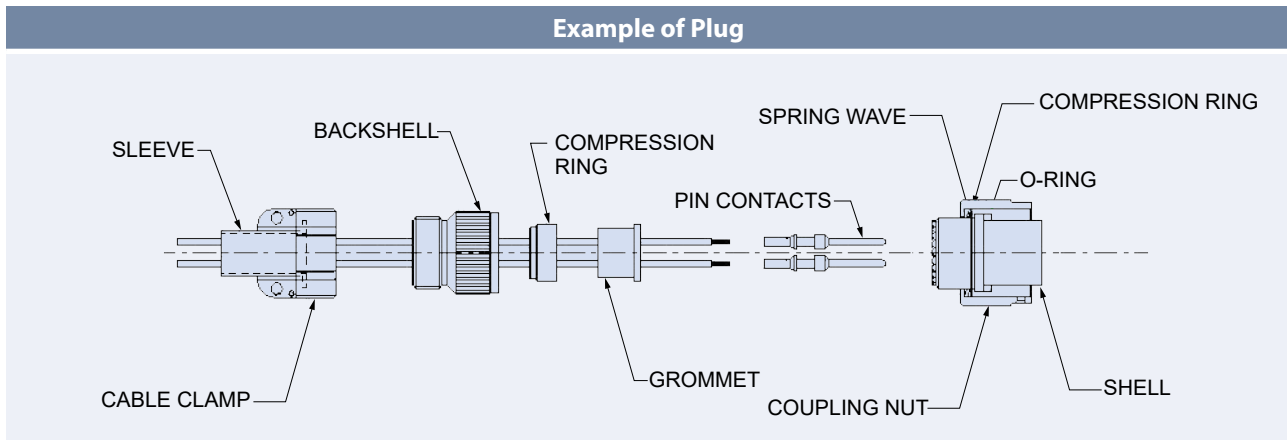 Example of Plug
SLEEVE
BACKSHELL
COMPRESSION
RING
PIN CONTACTS
SPRING WAVE
COMPRESSION RING
O-RING
CABLE CLAMP
GROMMET
COUPLING NUT
SHELL